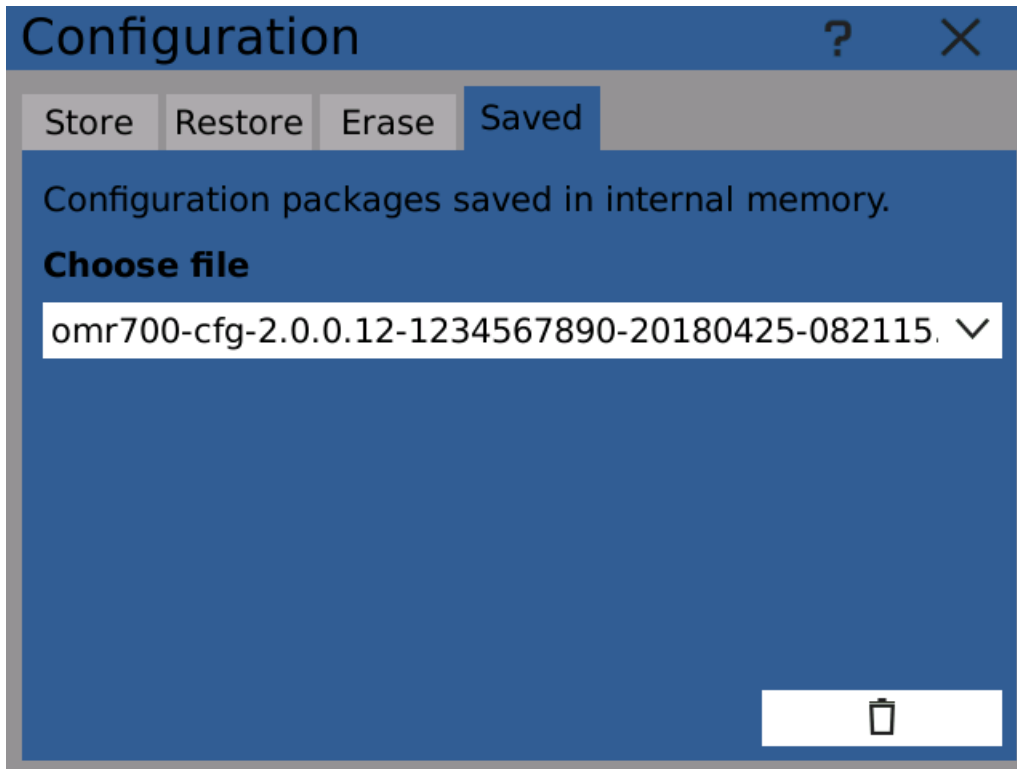 Configuration ?
Store Restore Erase Saved
Configuration packages saved in internal memory.
Choose file
omr700-cfg-2.0.0.12-1234567890-20180425-082115.